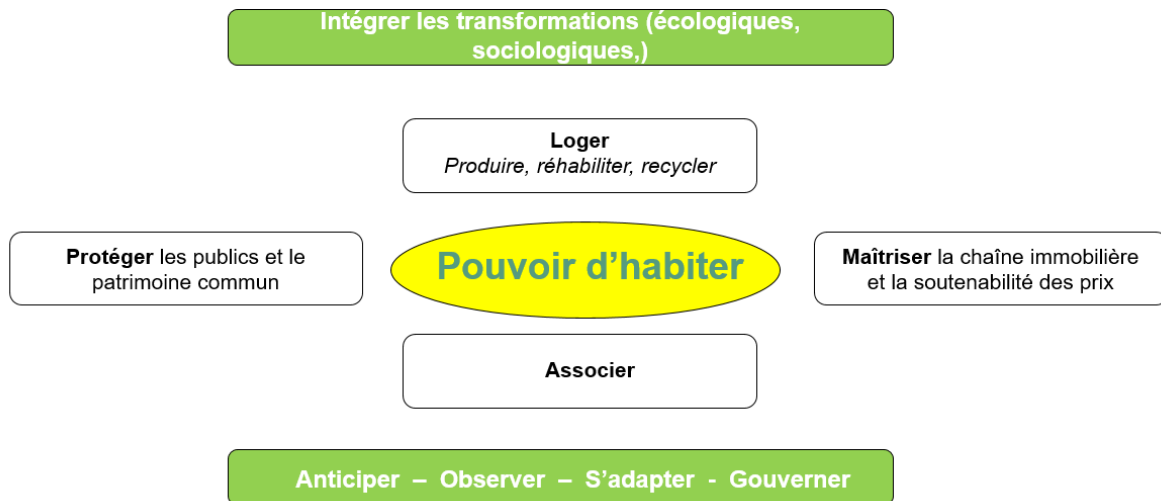 Intégrer les transformations (écologiques,
sociologiques,)
Loger
Produire, réhabiliter, recycler
Protéger les publics et le
patrimoine commun
Pouvoir d’habiter
Maîtriser la chaîne immobilière
et la soutenabilité des prix
Associer
Anticiper – Observer – S’adapter - Gouverner